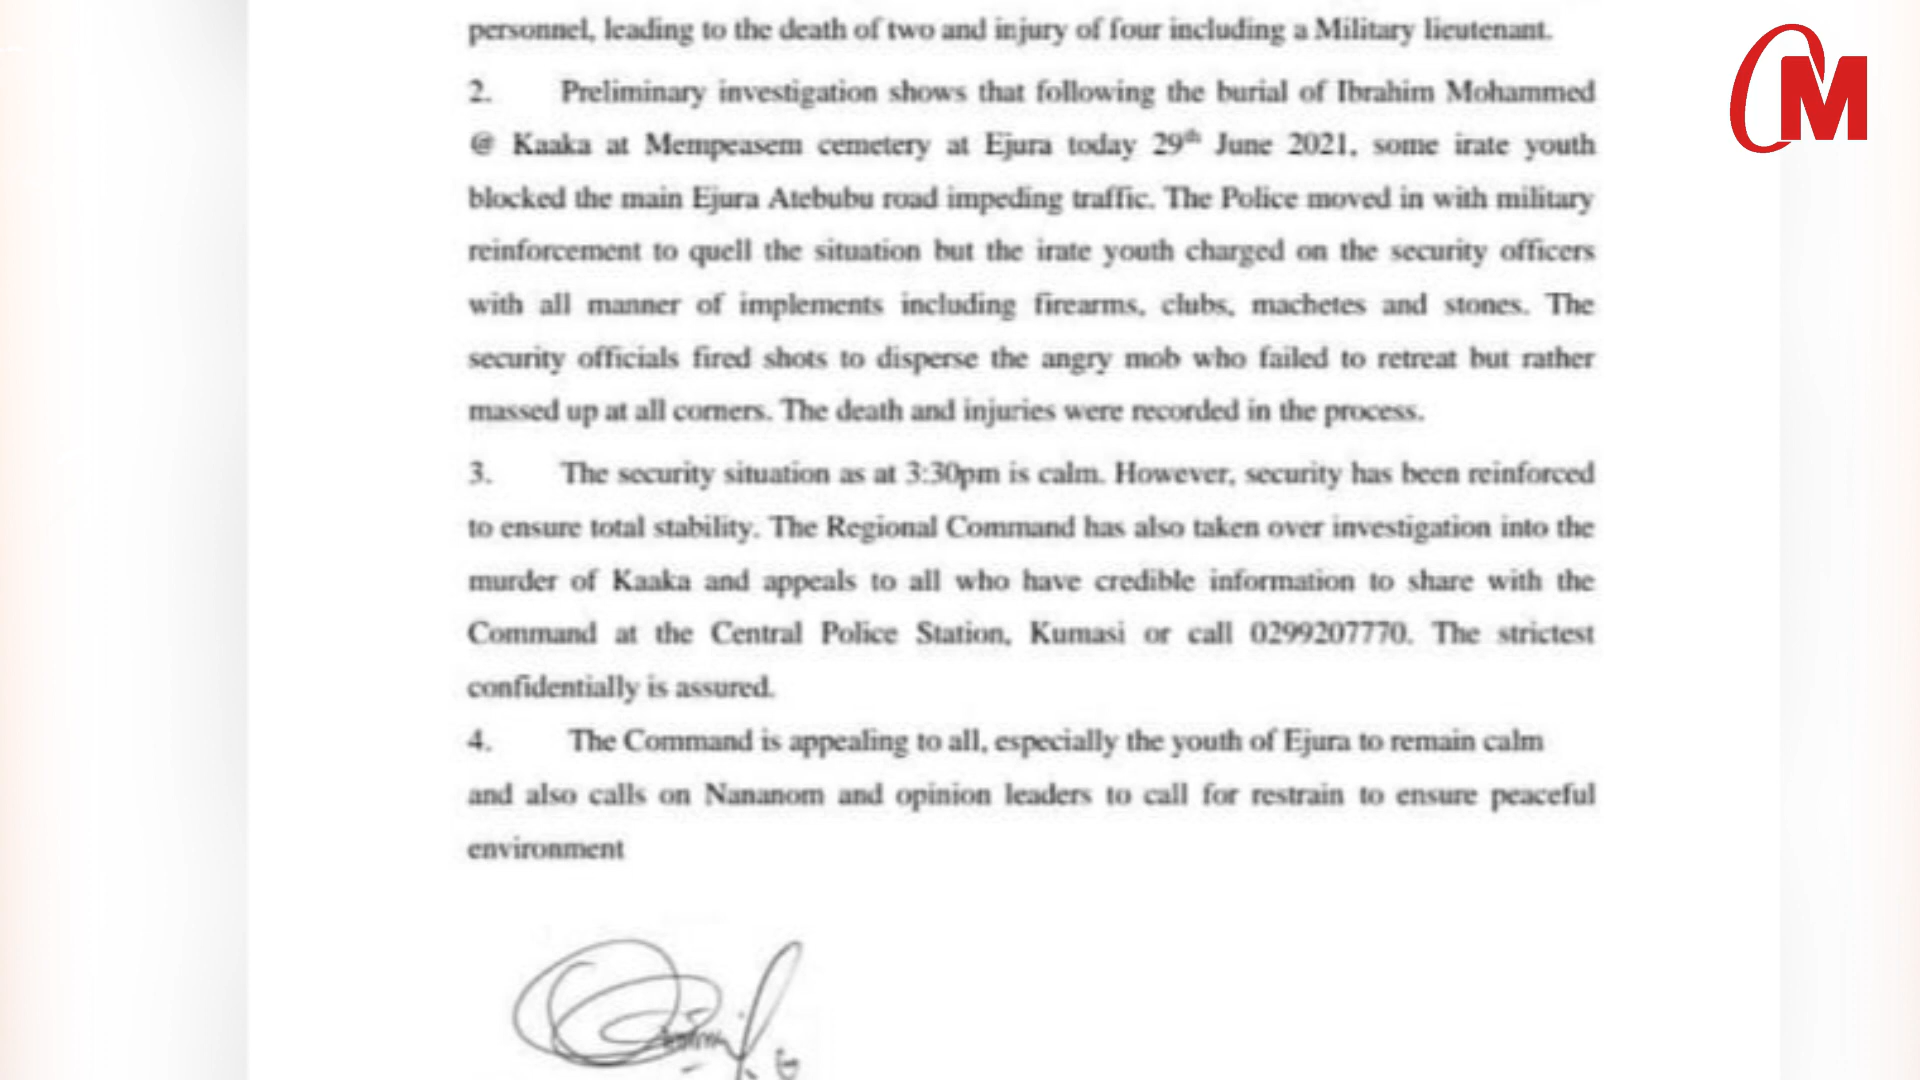 personnel, leading to the death of two and injury of four including a Military lieutenant.
2. Preliminary investigation shows that following the burial of Ibrahim Mohammed
@ Kaaka at Mempeasem cemetery at Ejura today 29th June 2021, some irate youth
blocked the main Ejura Atebubu road impeding traffic. The Police moved in with military
reinforcement to quell the situation but the irate youth charged on the security officers
with all manner of implements including firearms, clubs, machetes and stones. The
security officials fired shots to disperse the angry mob who failed to retreat but rather
massed up at all corners. The death and injuries were recorded in the process.
3. The security situation as at 3:30pm is calm. However, security has been reinforced
to ensure total stability. The Regional Command has also taken over investigation into the
murder of Kaaka and appeals to all who have credible information to share with the
Command at the Central Police Station, Kumasi or call 0299207770. The strictest
confidentially is assured.
4. The Command is appealing to all, especially the youth of Ejura to remain calm
and also calls on Nananom and opinion leaders to call for restrain to ensure peaceful
environment
M